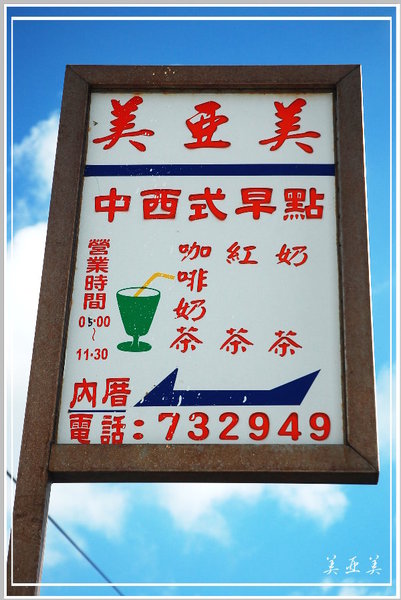 美亞美
中西式早點
營業時間
05:00
~
11:30
咖啡奶茶
紅茶
奶茶
內厝
電話:732949
美亞美